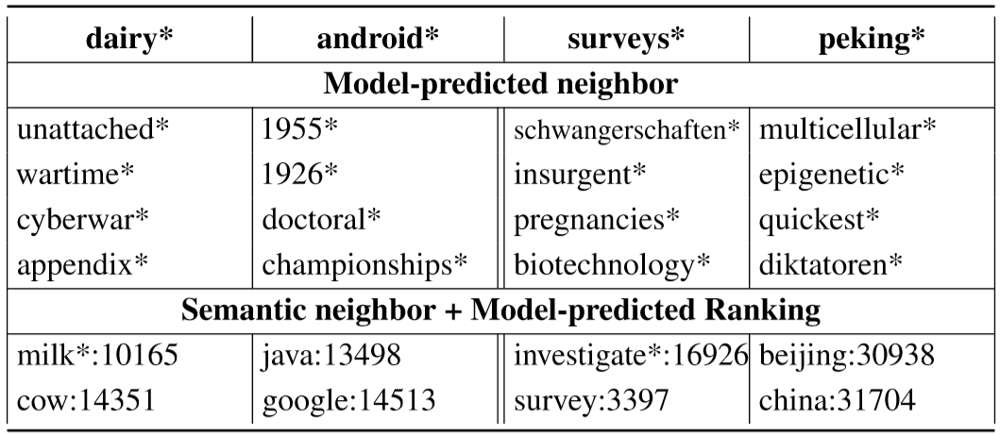 dairy* android* surveys* peking*
Model-predicted neighbor
unattached* 1955* schwangerschaften* multicellular*
wartime* 1926* insurgent* epigenetic*
cyberwar* doctoral* pregnancies* quickest*
appendix* championships* biotechnology* diktatoren*
Semantic neighbor + Model-predicted Ranking
milk*:10165 java:13498 investigate*:16926 beijing:30938
cow:14351 google:14513 survey:3397 china:31704